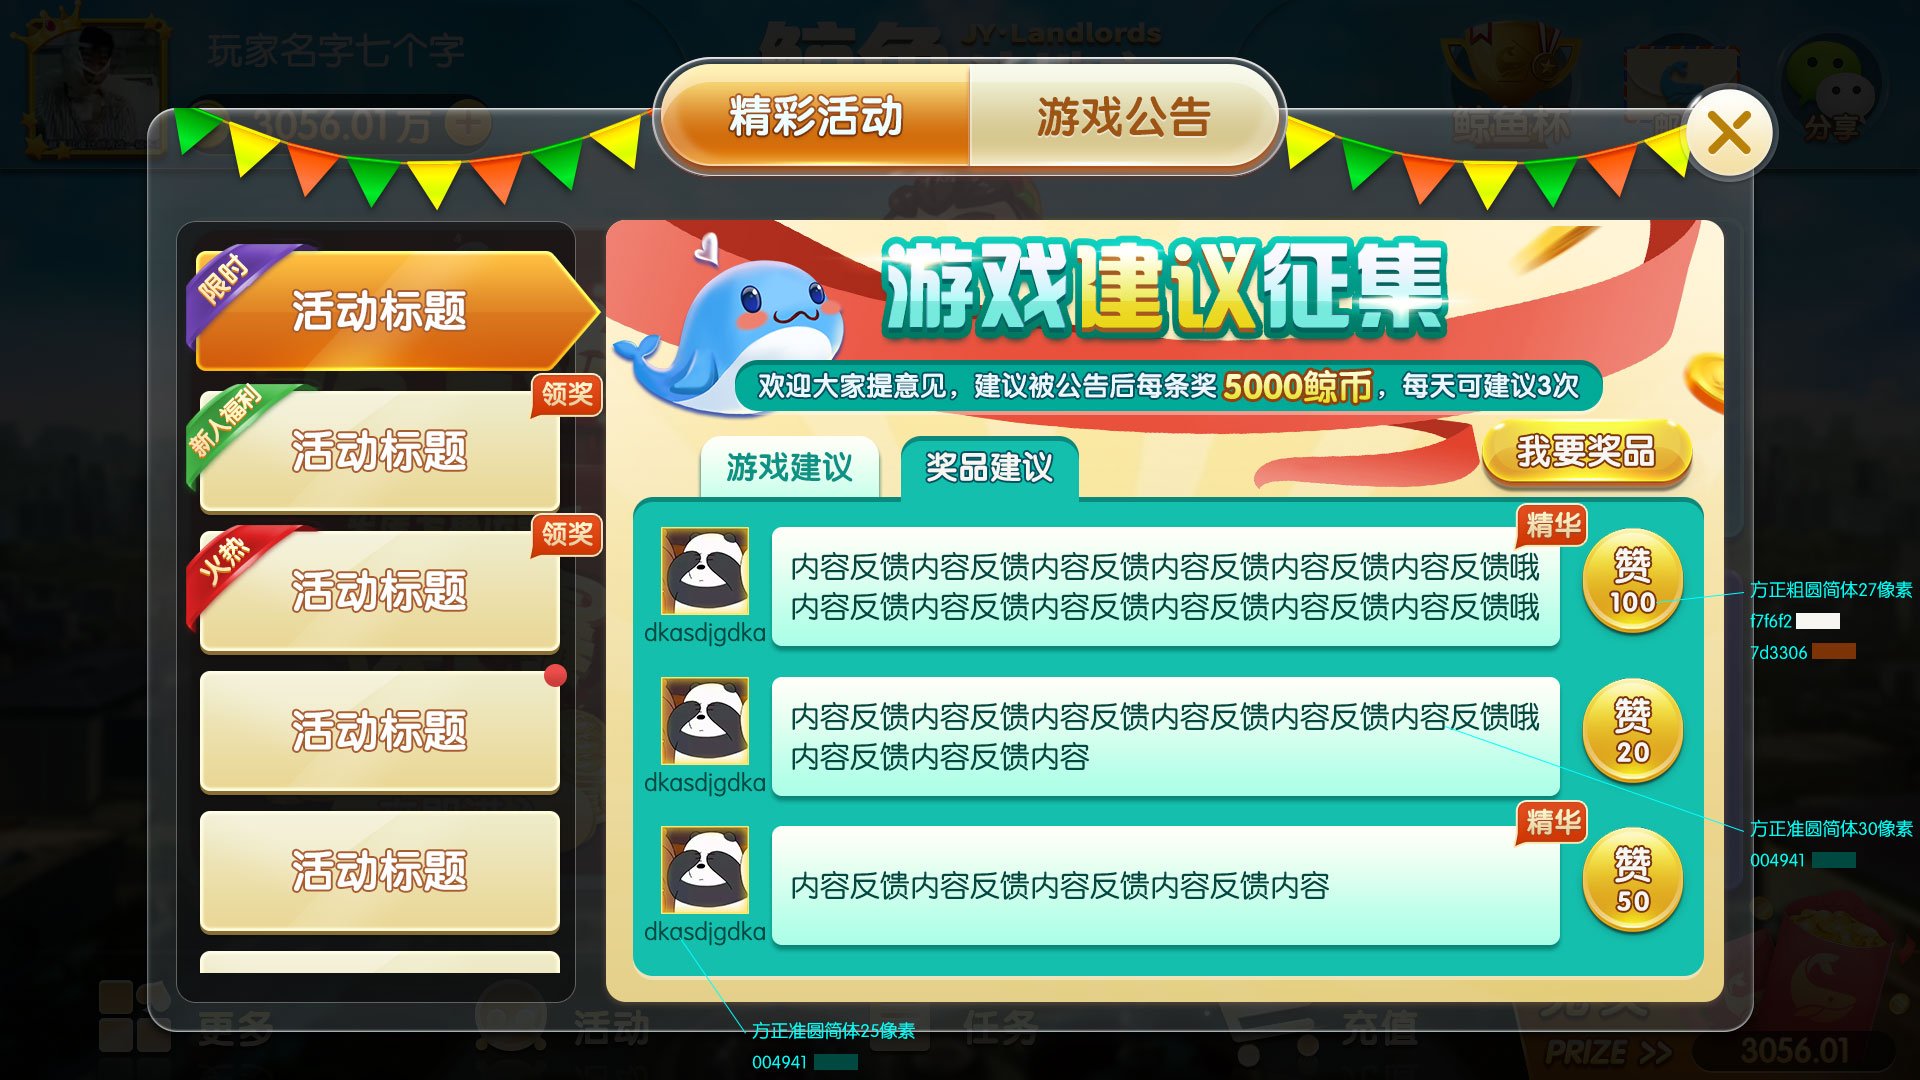 玩家名字七个字
JY·Landlords
3056.01万
鲸鱼杯
邮
分享
精彩活动
游戏公告
限时
活动标题
新人福利
领奖
活动标题
火热
领奖
活动标题
活动标题
活动标题
游戏建议征集
欢迎大家提意见，建议被公告后每条奖5000鲸币，每天可建议3次
游戏建议
奖品建议
我要奖品
精华
内容反馈内容反馈内容反馈内容反馈内容反馈内容反馈哦
内容反馈内容反馈内容反馈内容反馈内容反馈内容反馈哦
dkasdjgdka
赞
100
内容反馈内容反馈内容反馈内容反馈内容反馈内容反馈哦
内容反馈内容反馈内容
dkasdjgdka
赞
20
精华
内容反馈内容反馈内容反馈内容反馈内容
dkasdjgdka
赞
50
方正粗圆简体27像素
f7f6f2
7d3306
方正准圆简体30像素
004941
方正准圆简体25像素
004941
更多
活动
任务
充值
PRIZE >>
3056.01